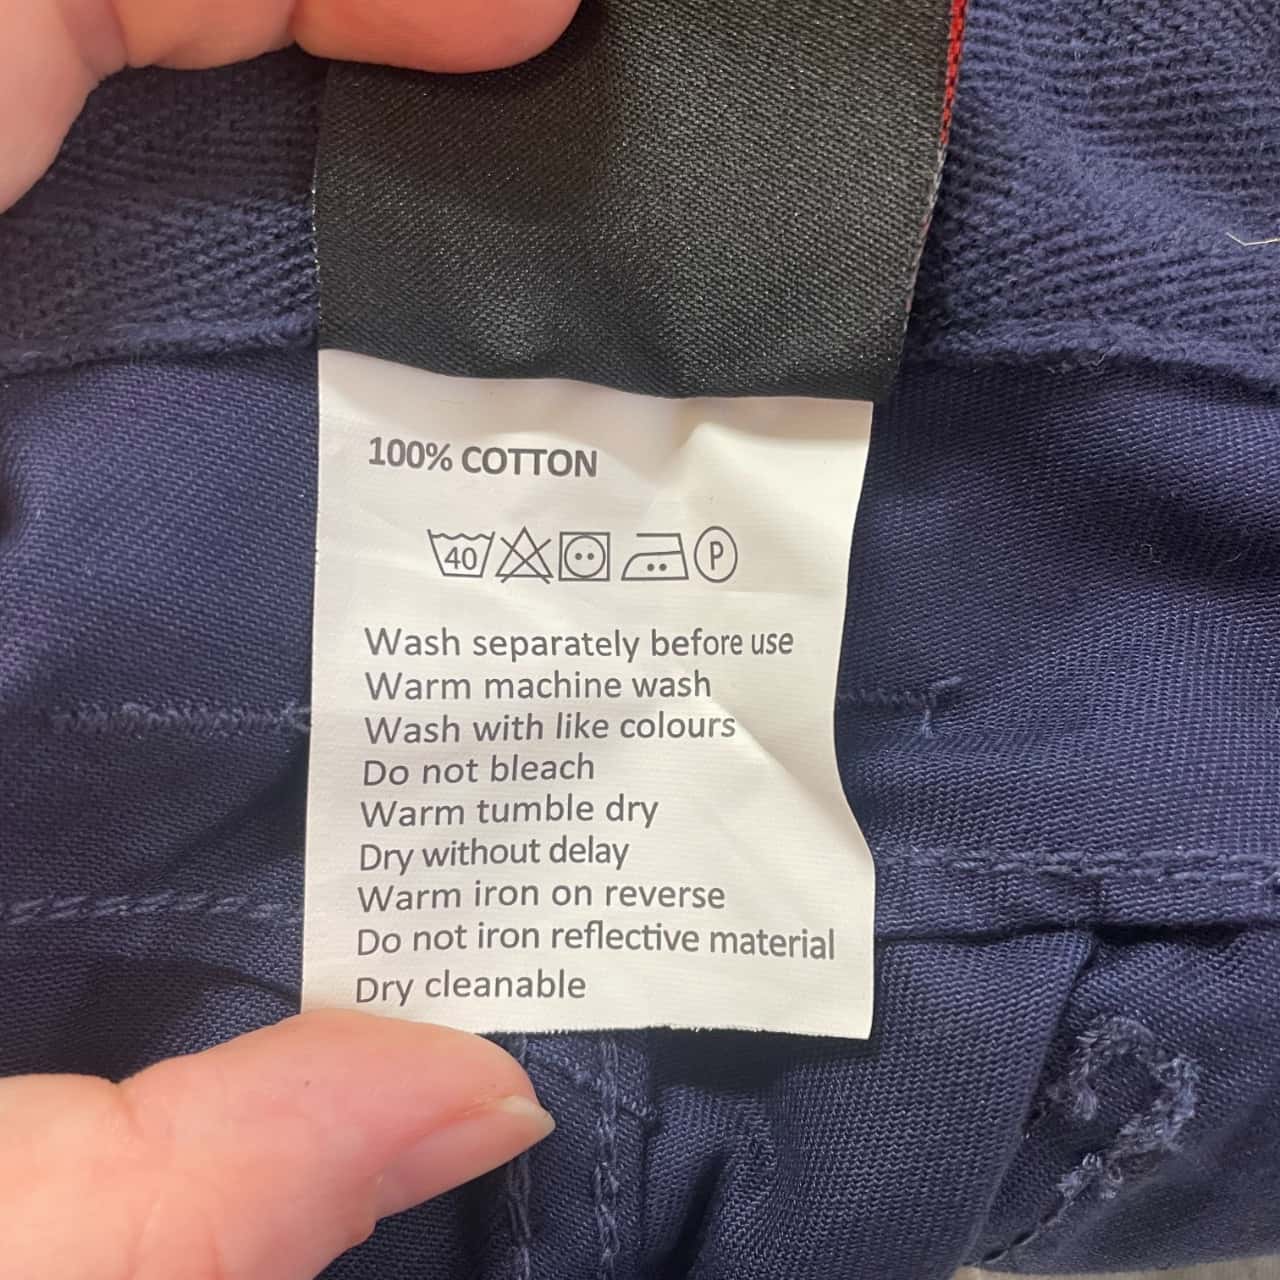 100% COTTON
40 P
Wash separately before use
Warm machine wash
Wash with like colours
Do not bleach
Warm tumble dry
Dry without delay
Warm iron on reverse
Do not iron reflective material
Dry cleanable